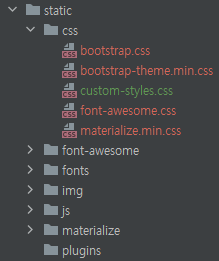 static
css
bootstrap.css
bootstrap-theme.min.css
custom-styles.css
font-awesome.css
materialize.min.css
font-awesome
fonts
img
js
materialize
plugins